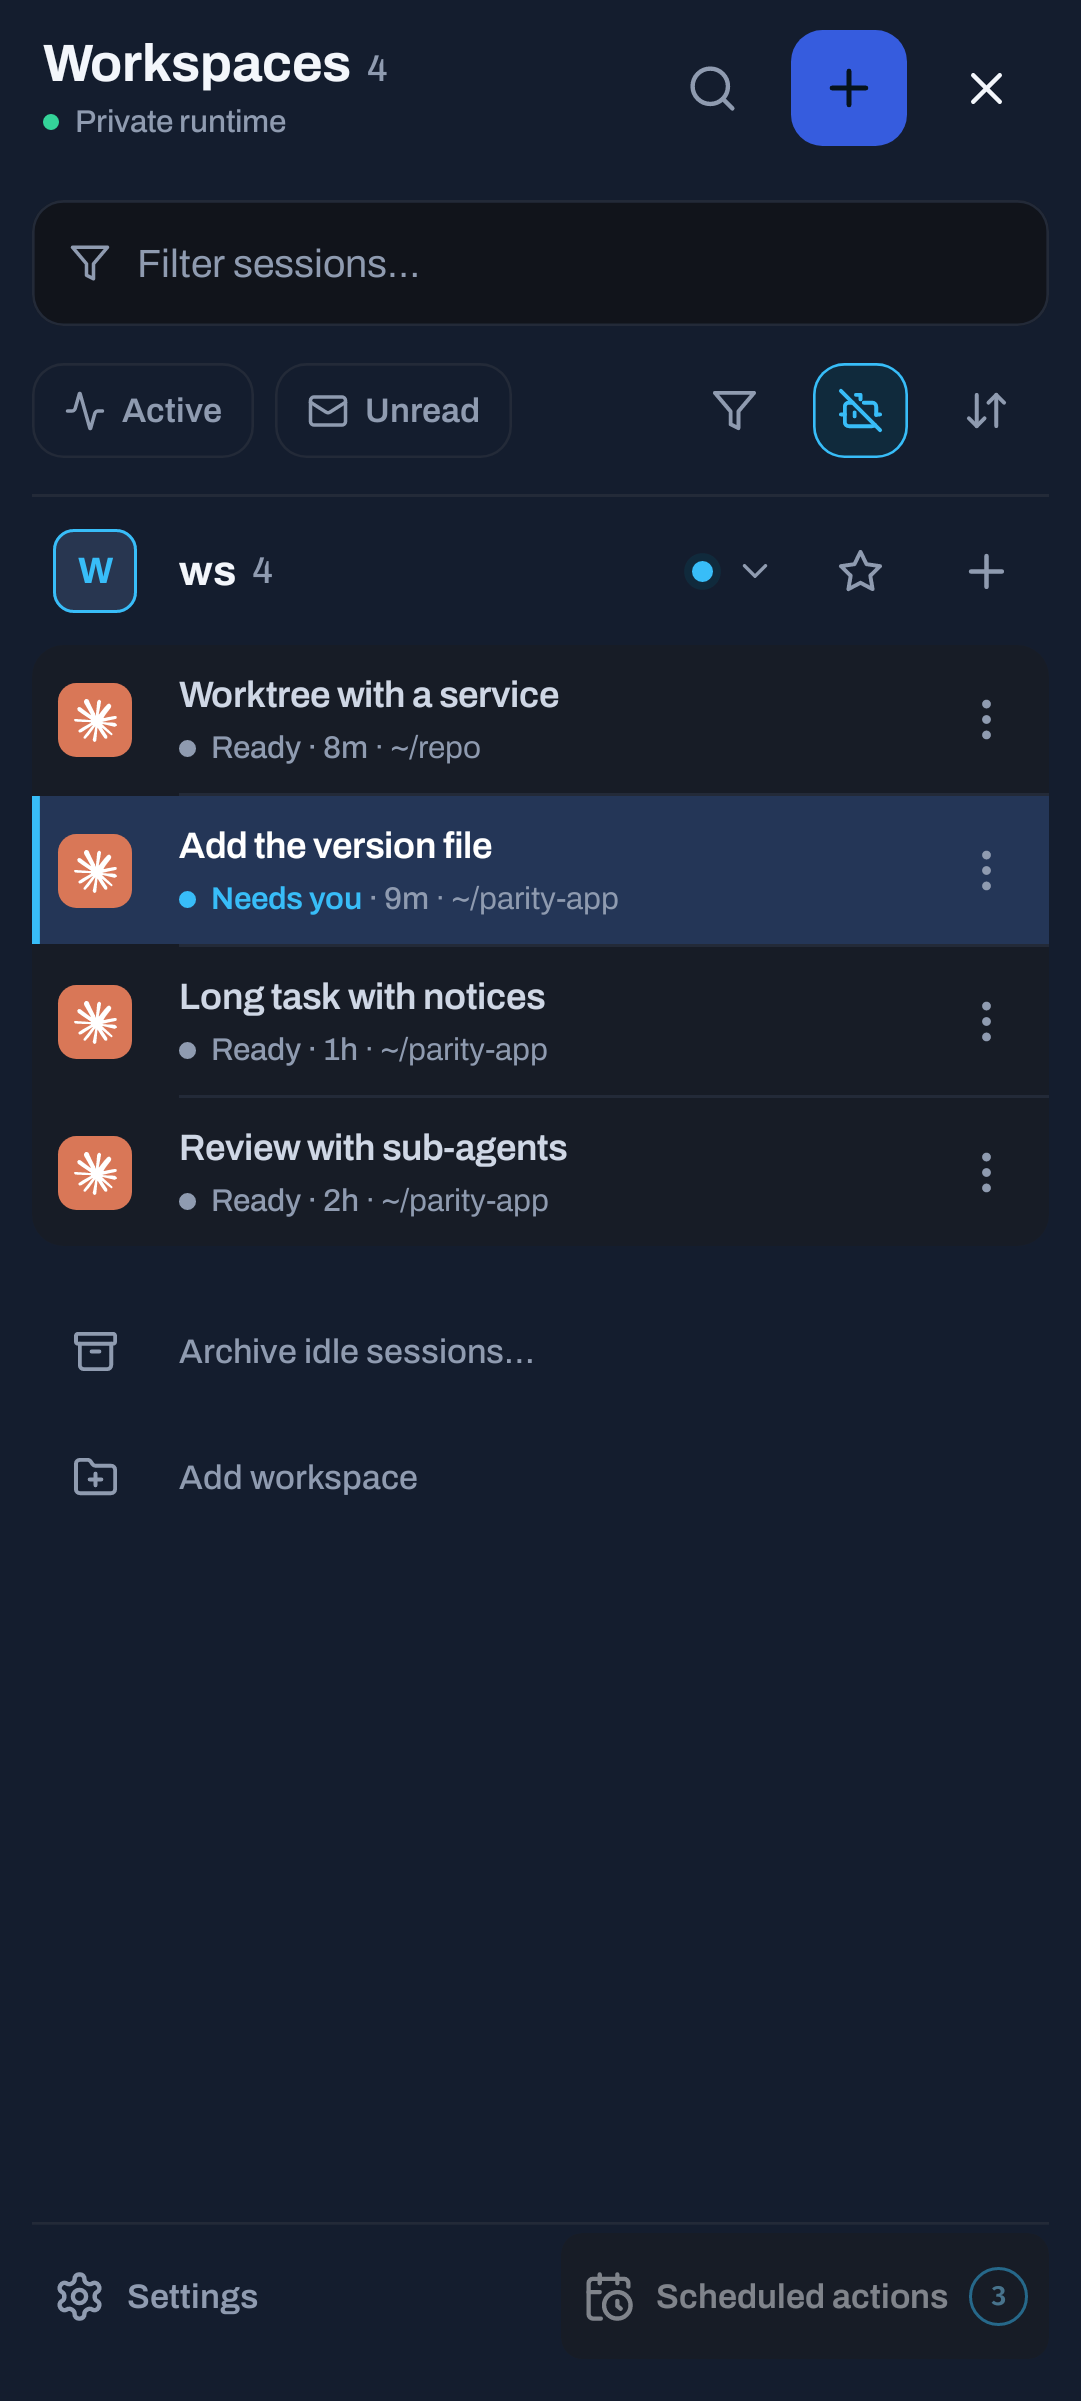 Workspaces 4
Private runtime
Filter sessions...
Active
Unread
W
ws 4
Worktree with a service
Ready · 8m · ~/repo
Add the version file
Needs you · 9m · ~/parity-app
Long task with notices
Ready · 1h · ~/parity-app
Review with sub-agents
Ready · 2h · ~/parity-app
Archive idle sessions...
Add workspace
Settings
Scheduled actions 3